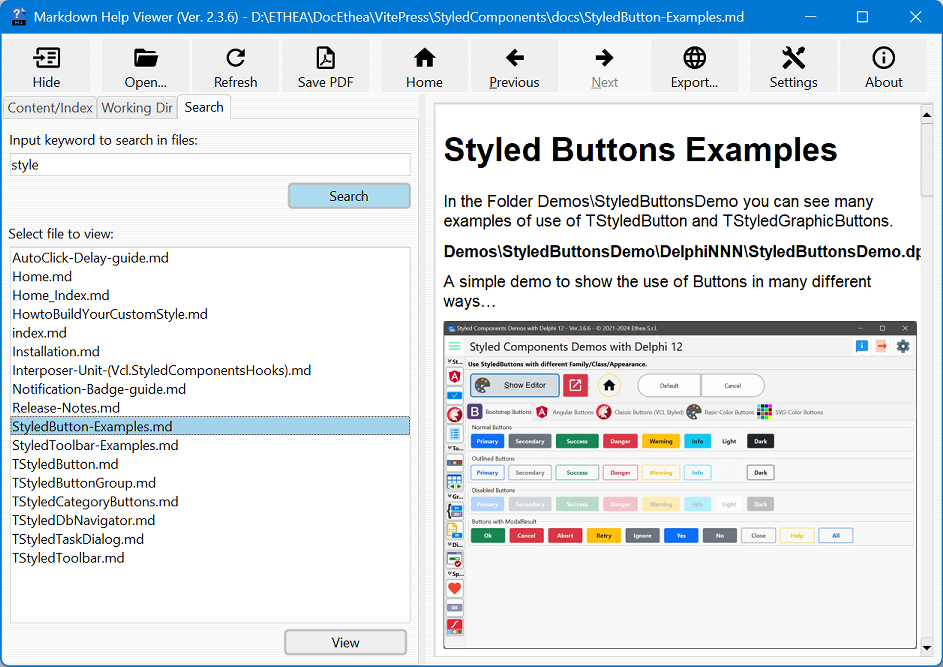 Markdown Help Viewer (Ver. 2.3.6) - D:\ETHEA\DocEthea\VitePress\StyledComponents\docs\StyledButton-Examples.md
Hide Open... Refresh Save PDF Home Previous Next Export... Settings About
Content/Index Working Dir Search
Input keyword to search in files:
style
Search
Select file to view:
AutoClick-Delay-guide.md
Home.md
Home_Index.md
HowtoBuildYourCustomStyle.md
index.md
Installation.md
Interposer-Unit-(Vcl.StyledComponentsHooks).md
Notification-Badge-guide.md
Release-Notes.md
StyledButton-Examples.md
StyledToolbar-Examples.md
TStyledButton.md
TStyledButtonGroup.md
TStyledCategoryButtons.md
TStyledDbNavigator.md
TStyledTaskDialog.md
TStyledToolbar.md
View
Styled Buttons Examples
In the Folder Demos\StyledButtonsDemo you can see many
examples of use of TStyledButton and TStyledGraphicButtons.
Demos\StyledButtonsDemo\DelphiNNN\StyledButtonsDemo.dp
A simple demo to show the use of Buttons in many different
ways…
Styled Components Demos with Delphi 12 - Ver.3.6.6 - © 2021-2024 Ethea S.r.l.
Styled Components Demos with Delphi 12
St...
Use StyledButtons with different Family/Class/Appearance.
Show Editor Default Cancel
B Bootstrap Buttons A Angular Buttons Classic Buttons (VCL Styled) Basic-Color Buttons SVG-Color Buttons
Normal Buttons
Primary Secondary Success Danger Warning Info Light Dark
To...
Outlined Buttons
Primary Secondary Success Danger Warning Info Dark
Gr...
Disabled Buttons
Primary Secondary Success Danger Warning Info Light Dark
Buttons with ModalResult
Ok Cancel Abort Retry Ignore Yes No Close Help All
Di...
Sp...